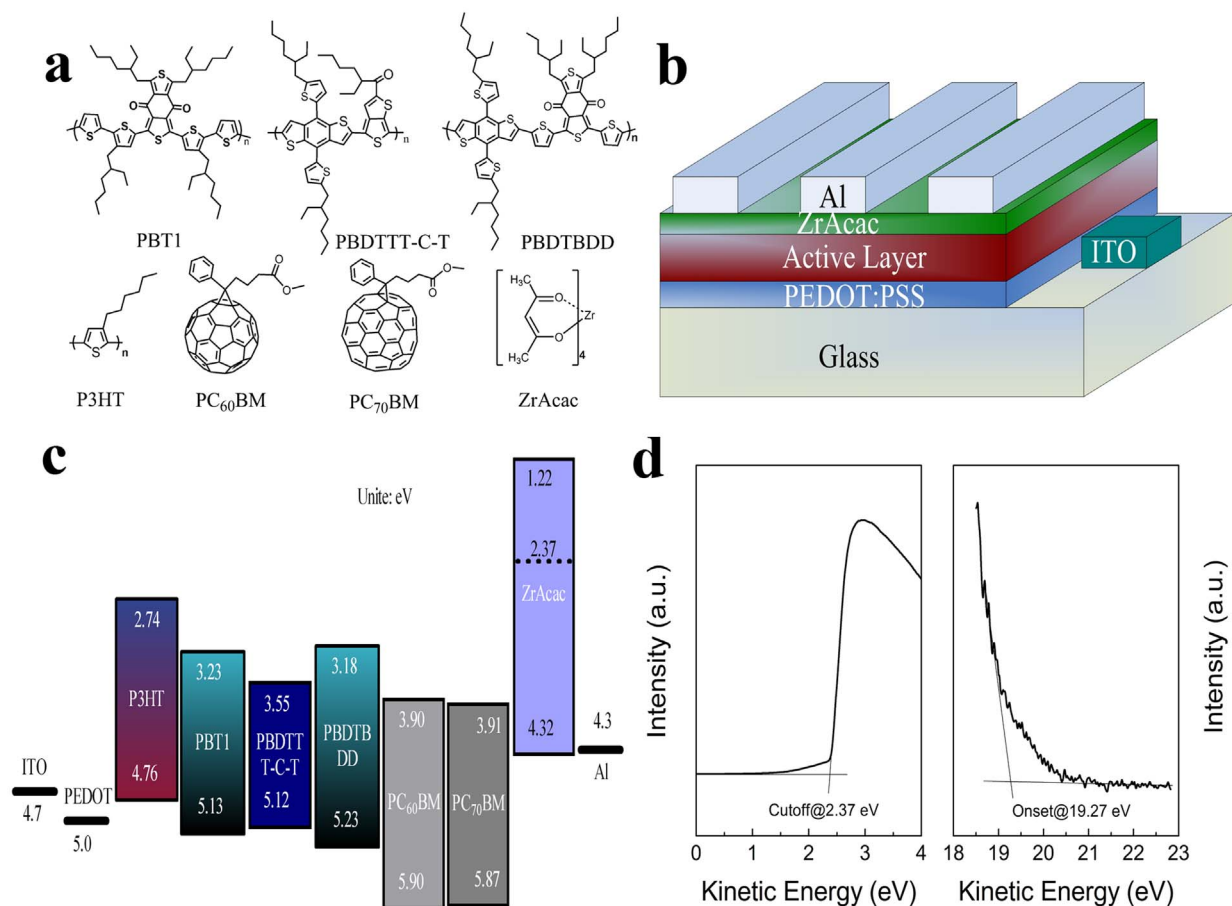 a
PBT1
PBDTTT-C-T
PBDTBDD
P3HT
PC₆₀BM
PC₇₀BM
ZrAcac
S
S
S
S
S
O
O
n
S
S
S
S
O
n
S
S
S
S
S
S
S
O
O
n
S
n
O
O
O
O
H₃C
O
Zr
H₃C
O
4
b
Al
ZrAcac
Active Layer
ITO
PEDOT:PSS
Glass
c
Unite: eV
ITO
4.7
PEDOT
5.0
2.74
P3HT
4.76
3.23
PBT1
5.13
3.55
PBDTT
T-C-T
5.12
3.18
PBDTB
DD
5.23
3.90
PC₆₀BM
5.90
3.91
PC₇₀BM
5.87
1.22
2.37
ZrAcac
4.32
4.3
Al
d
Intensity (a.u.)
Cutoff@2.37 eV
0 1 2 3 4
Kinetic Energy (eV)
Onset@19.27 eV
18 19 20 21 22 23
Kinetic Energy (eV)
Intensity (a.u.)